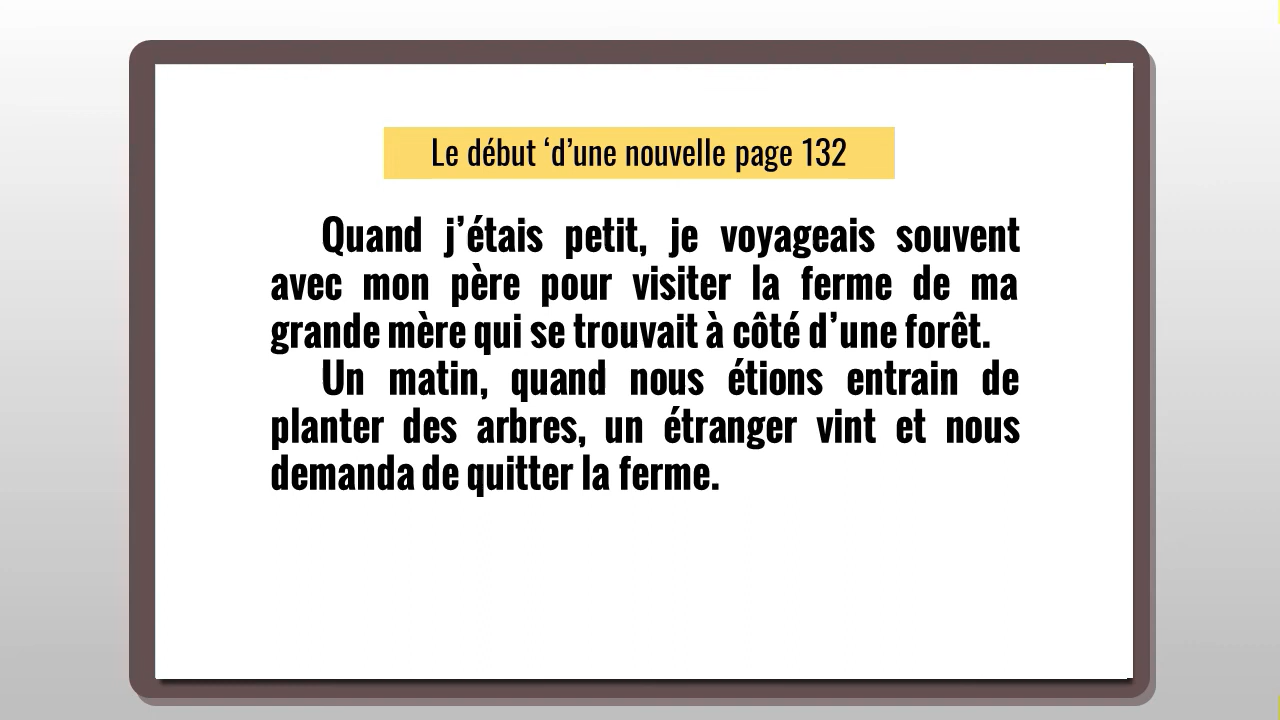 Le début ‘d’une nouvelle page 132
Quand j’étais petit, je voyageais souvent
avec mon père pour visiter la ferme de ma
grande mère qui se trouvait à côté d’une forêt.
Un matin, quand nous étions entrain de
planter des arbres, un étranger vint et nous
demanda de quitter la ferme.